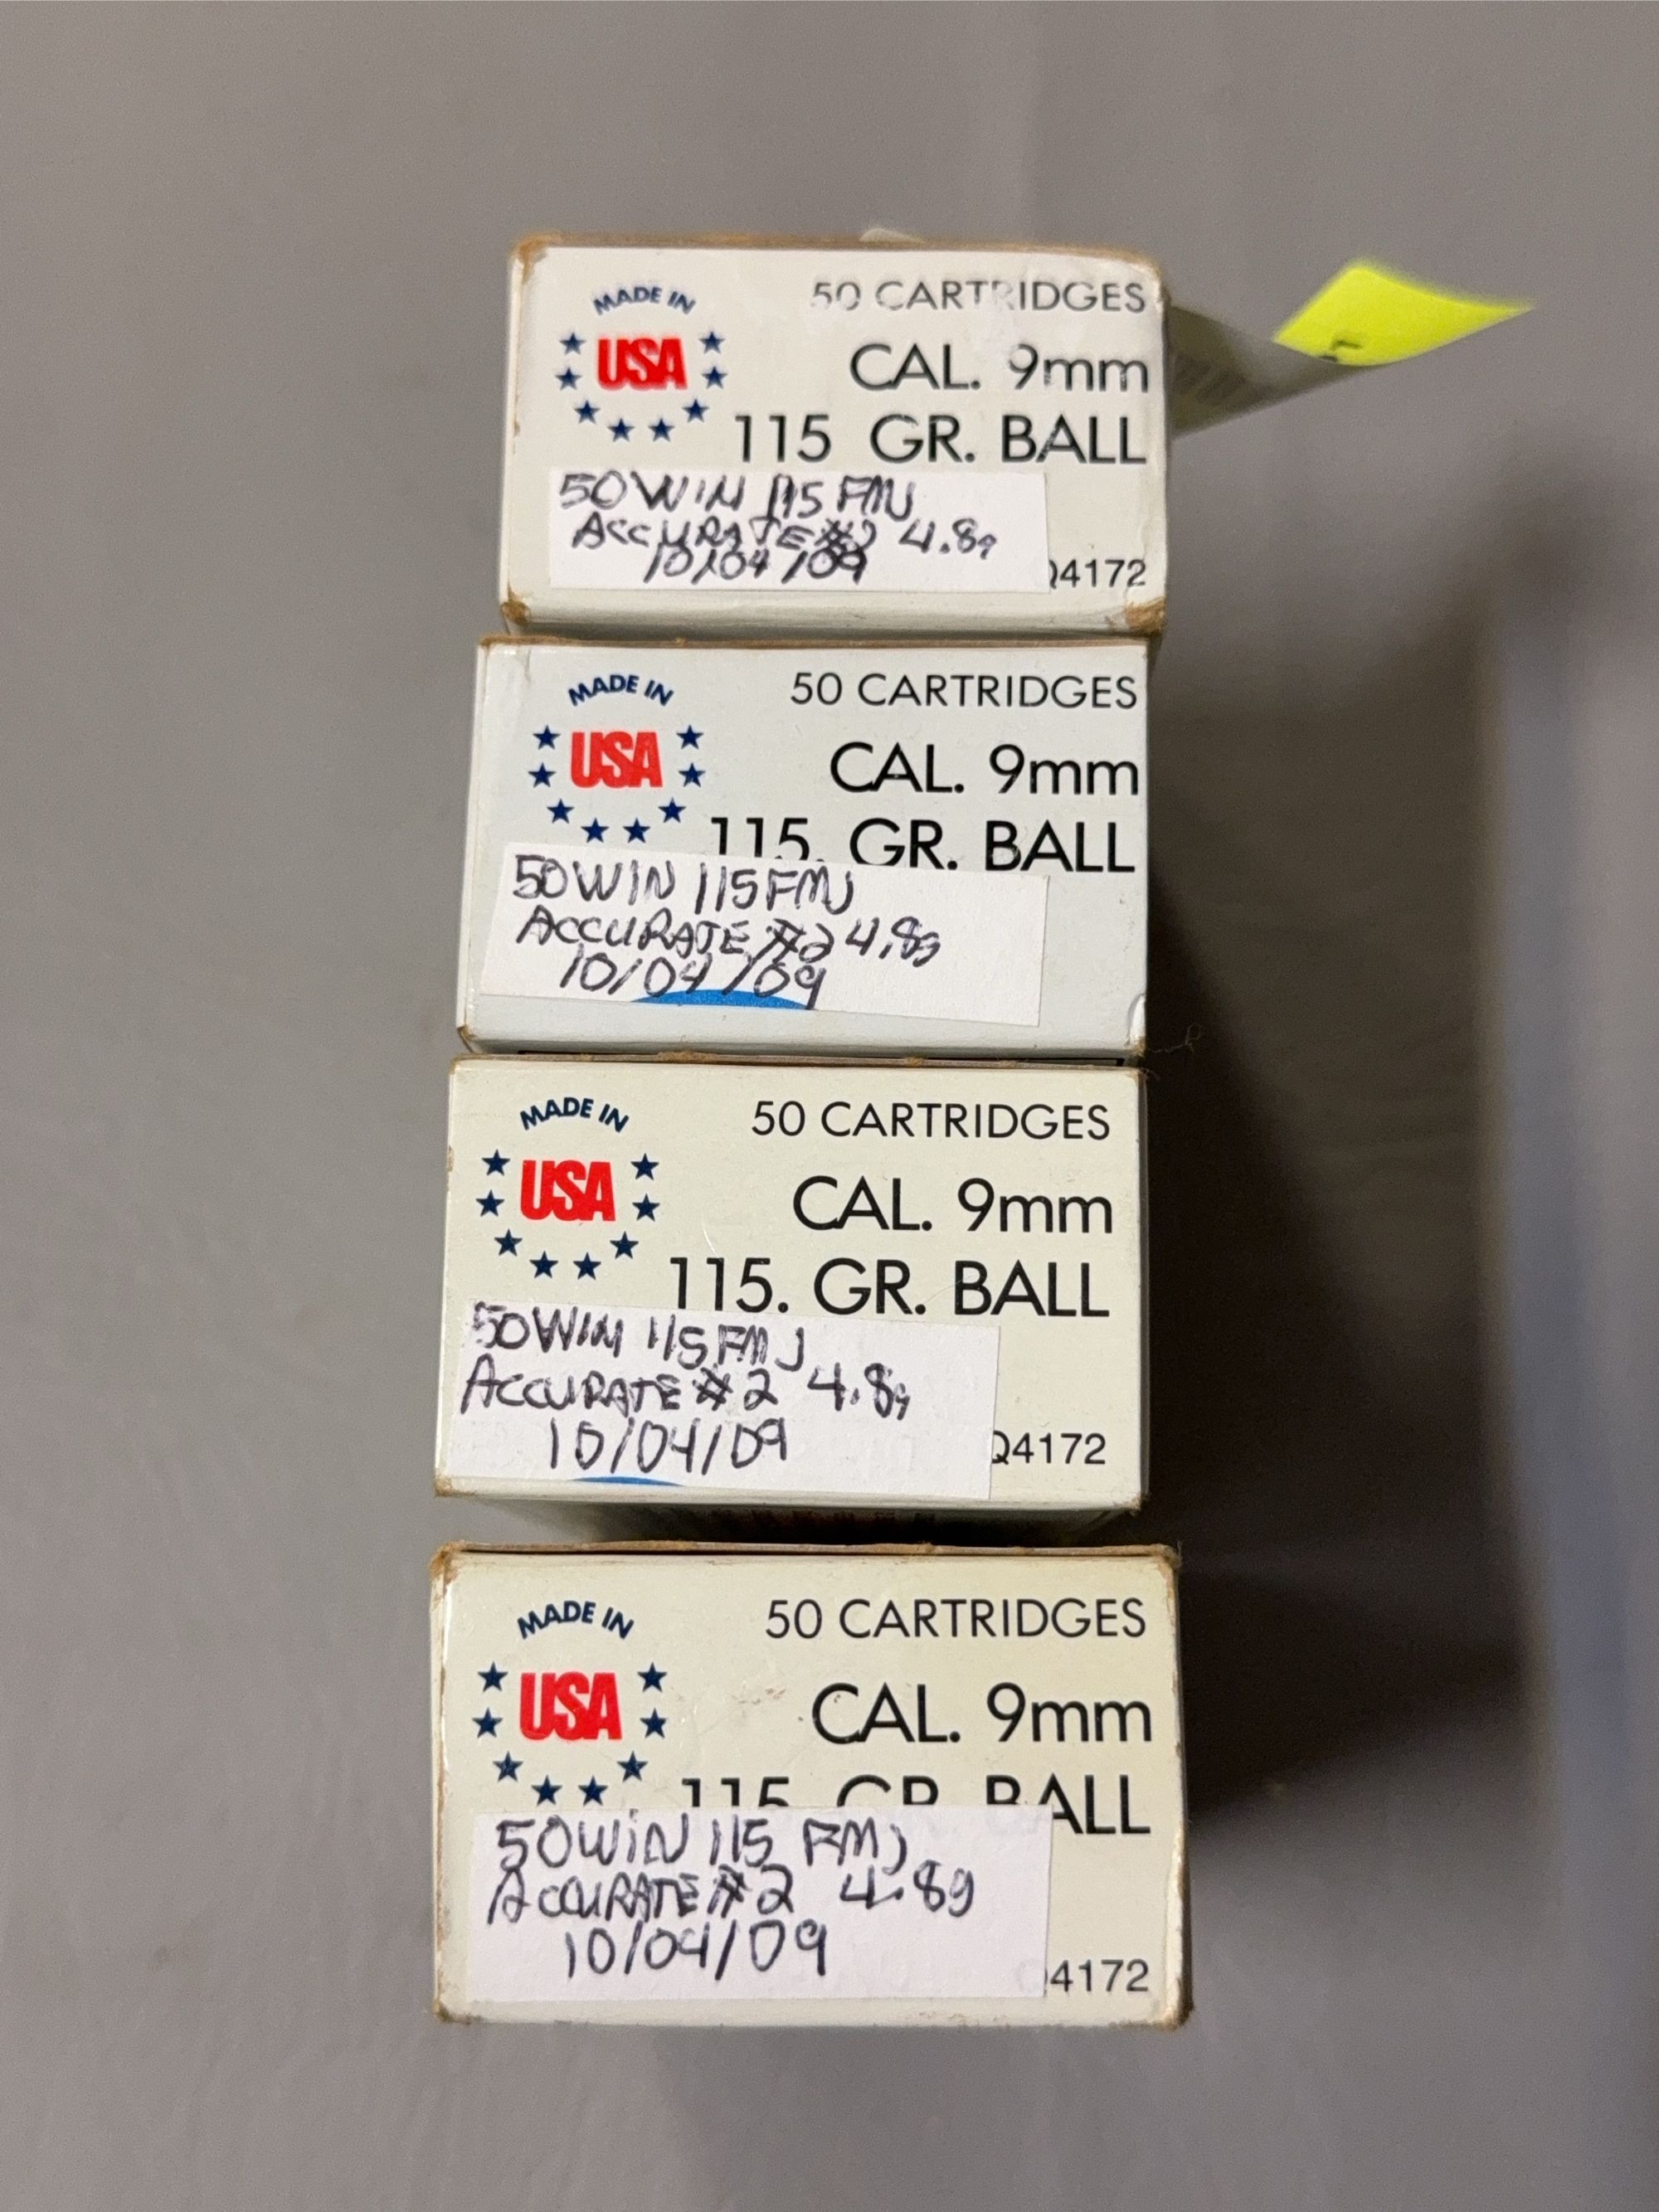 MADE IN
USA
50 CARTRIDGES
CAL. 9mm
115 GR. BALL
50 WIN 115 FMJ
ACCURATE #2 4.8g
10/04/09
Q4172
MADE IN
USA
50 CARTRIDGES
CAL. 9mm
115. GR. BALL
50 WIN 115 FMJ
ACCURATE #2 4.8g
10/04/09
MADE IN
USA
50 CARTRIDGES
CAL. 9mm
115. GR. BALL
50 WIN 115 FMJ
ACCURATE #2 4.8g
10/04/09
Q4172
MADE IN
USA
50 CARTRIDGES
CAL. 9mm
115. GR. BALL
50 WIN 115 FMJ
ACCURATE #2 4.8g
10/04/09
4172